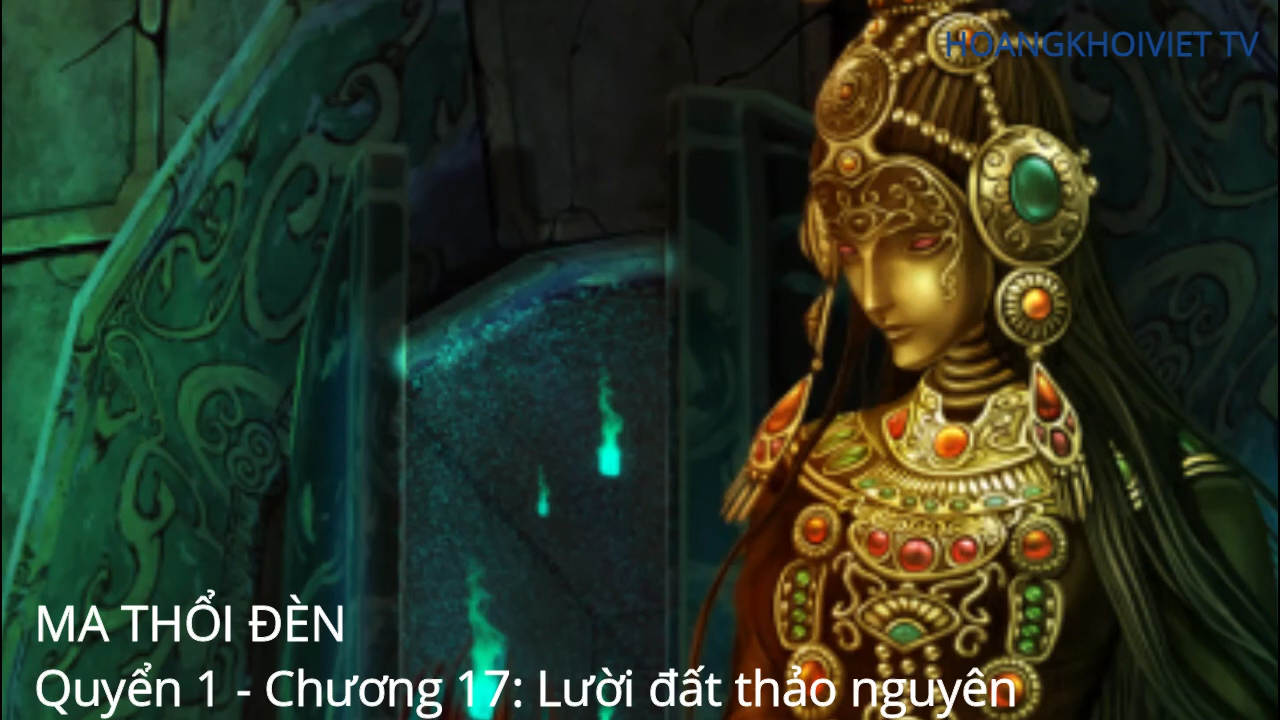 HOANGKHOIVIET TV
MA THỔI ĐÈN
Quyển 1 - Chương 17: Lười đất thảo nguyên